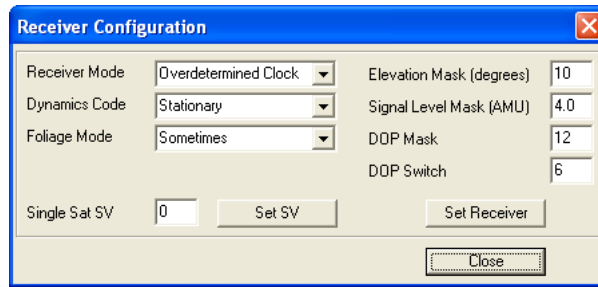 Receiver Configuration
Receiver Mode Overdetermined Clock Elevation Mask (degrees) 10
Dynamics Code Stationary Signal Level Mask (AMU) 4.0
Foliage Mode Sometimes DOP Mask 12
DOP Switch 6
Single Sat SV 0 Set SV Set Receiver
Close